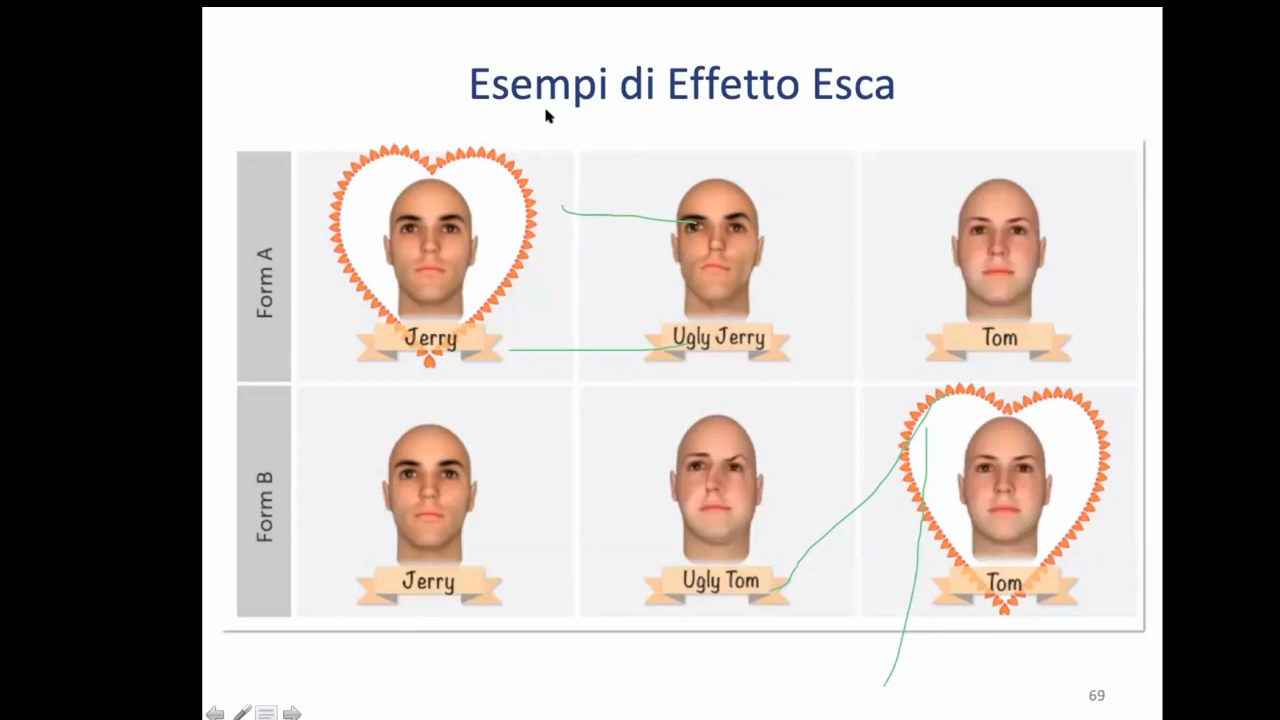 Esempi di Effetto Esca
Form A
Jerry
Ugly Jerry
Tom
Form B
Jerry
Ugly Tom
Tom
69